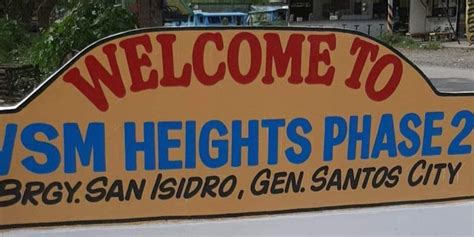 WELCOME TO
VSM HEIGHTS PHASE 2
BRGY. SAN ISIDRO, GEN. SANTOS CITY